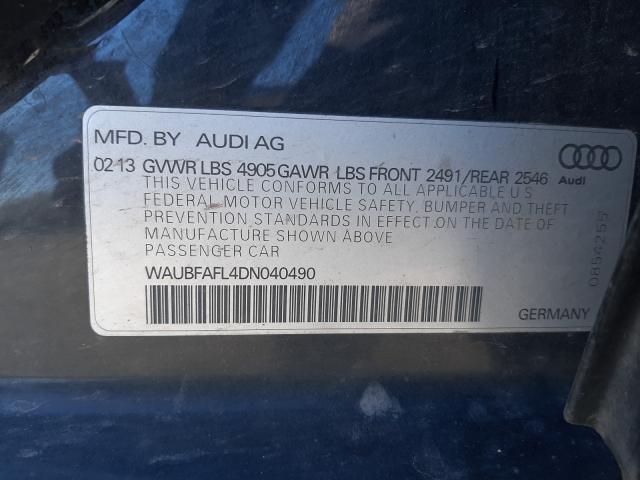 MFD. BY AUDI AG
02 13 GVWR LBS 4905 GAWR LBS FRONT 2491/REAR 2546
THIS VEHICLE CONFORMS TO ALL APPLICABLE U S
FEDERAL MOTOR VEHICLE SAFETY, BUMPER AND THEFT
PREVENTION STANDARDS IN EFFECT ON THE DATE OF
MANUFACTURE SHOWN ABOVE
PASSENGER CAR
WAUBFAFL4DN040490
Audi
0854255
GERMANY